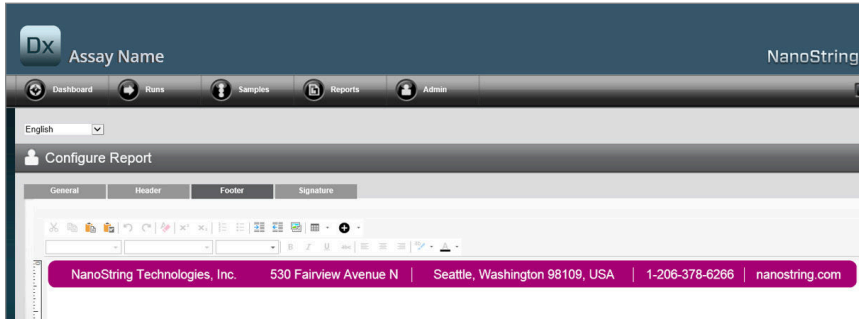 Dx Assay Name NanoString
Dashboard Runs Samples Reports Admin
English
Configure Report
General Header Footer Signature
NanoString Technologies, Inc. 530 Fairview Avenue N | Seattle, Washington 98109, USA | 1-206-378-6266 | nanostring.com